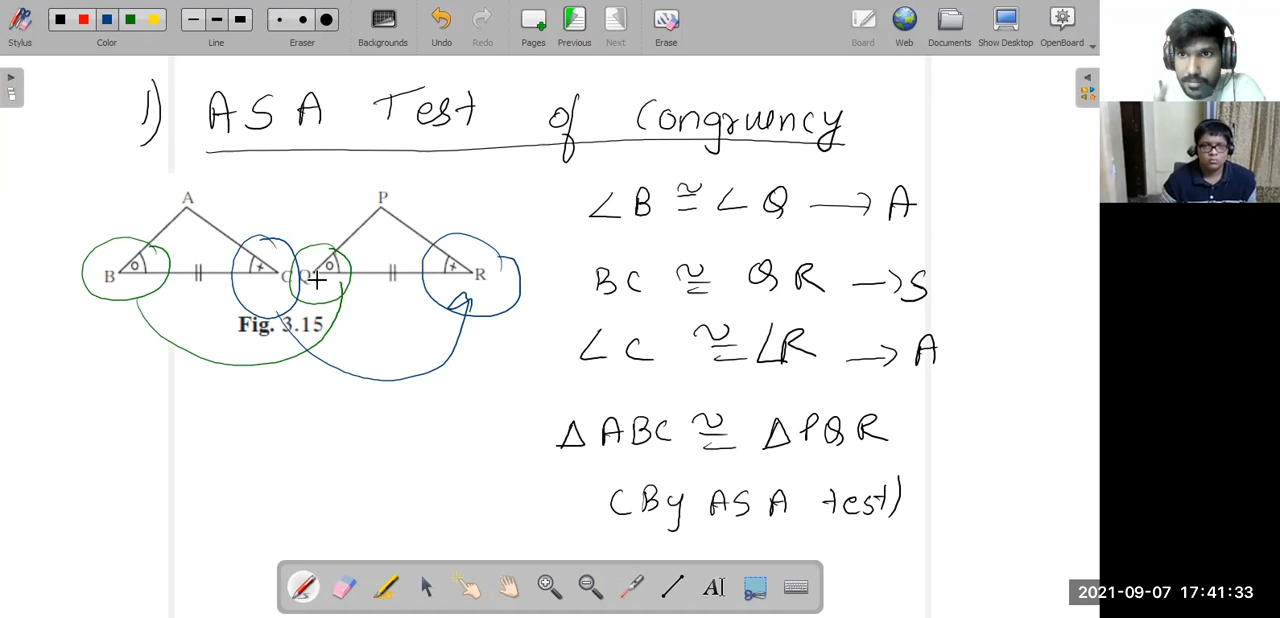 Stylus
Color
Line
Eraser
Backgrounds
Undo
Redo
Pages
Previous
Next
Erase
Board
Web
Documents
Show Desktop
OpenBoard
1) ASA Test of Congruency
A
P
B
C
Q
R
Fig. 3.15
∠B ≅ ∠Q → A
BC ≅ QR → S
∠C ≅ ∠R → A
Δ ABC ≅ Δ PQR
(By ASA test)
2021-09-07 17:41:33